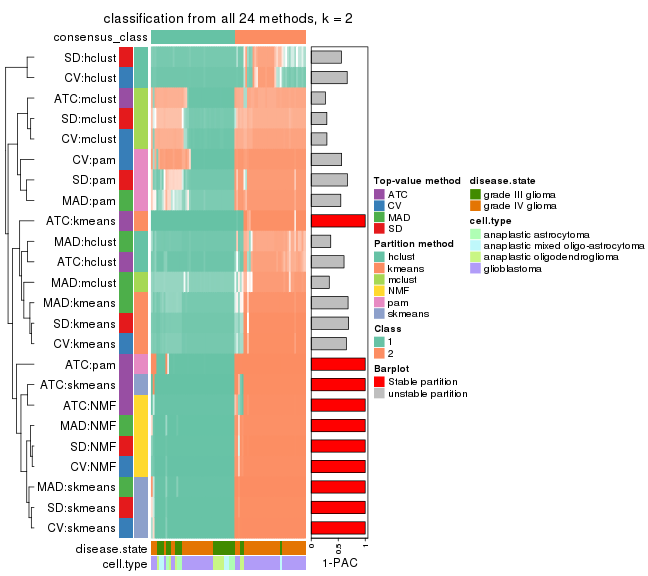 classification from all 24 methods, k = 2
consensus_class
SD:hclust
CV:hclust
ATC:mclust
SD:mclust
CV:mclust
CV:pam
SD:pam
MAD:pam
ATC:kmeans
MAD:hclust
ATC:hclust
MAD:mclust
MAD:kmeans
SD:kmeans
CV:kmeans
ATC:pam
ATC:skmeans
ATC:NMF
MAD:NMF
SD:NMF
CV:NMF
MAD:skmeans
SD:skmeans
CV:skmeans
disease.state
cell.type
0
0.5
1
1-PAC
Top-value method
ATC
CV
MAD
SD
Partition method
hclust
kmeans
mclust
NMF
pam
skmeans
Class
1
2
Barplot
Stable partition
unstable partition
disease.state
grade III glioma
grade IV glioma
cell.type
anaplastic astrocytoma
anaplastic mixed oligo-astrocytoma
anaplastic oligodendroglioma
glioblastoma